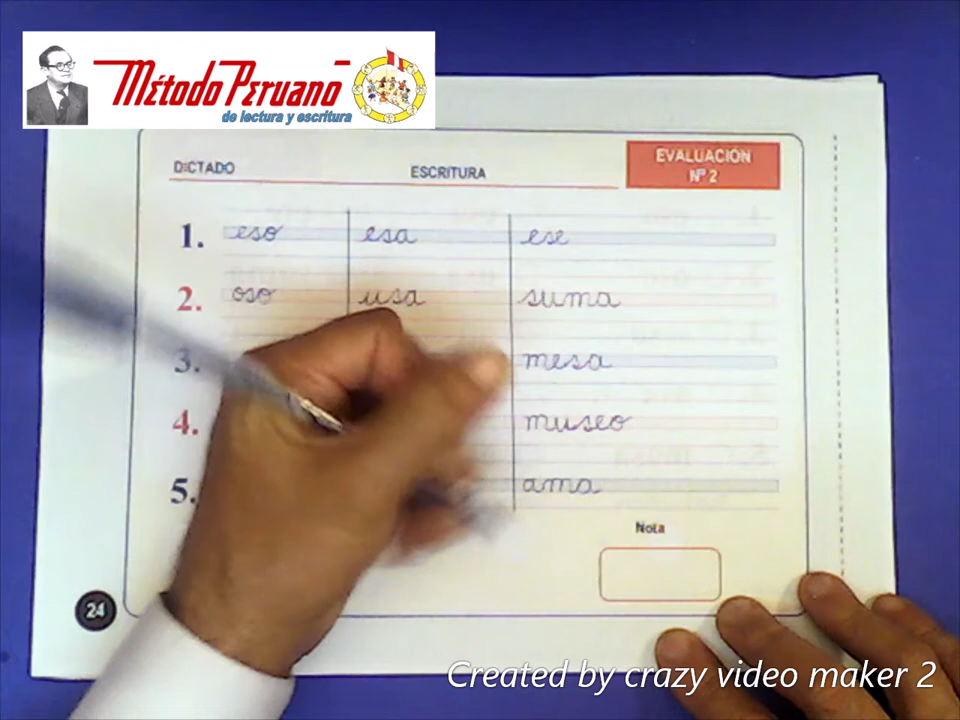 Método Peruano
de lectura y escritura
DICTADO ESCRITURA EVALUACIÓN
Nº 2
1. eso esa ese
2. oso usa suma
3. mesa
4. museo
5. ama
Nota
24
Created by crazy video maker 2